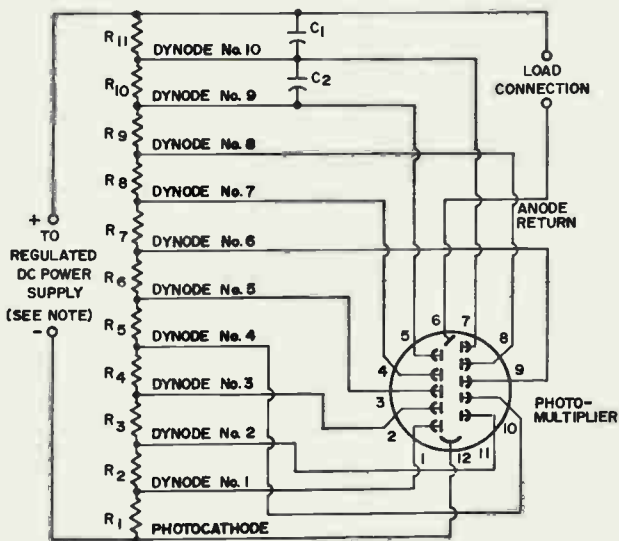 R11
C1
DYNODE No. 10
R10
C2
LOAD
CONNECTION
DYNODE No. 9
R9
DYNODE No. 8
R8
DYNODE No. 7
+
TO
REGULATED
DC POWER
SUPPLY
(SEE NOTE)
-
R7
ANODE
RETURN
DYNODE No. 6
R6
DYNODE No. 5
R5
DYNODE No. 4
R4
DYNODE No. 3
R3
DYNODE No. 2
R2
DYNODE No. 1
R1
PHOTOCATHODE
5
6
7
8
4
9
3
PHOTO-
MULTIPLIER
2
10
1
12
11